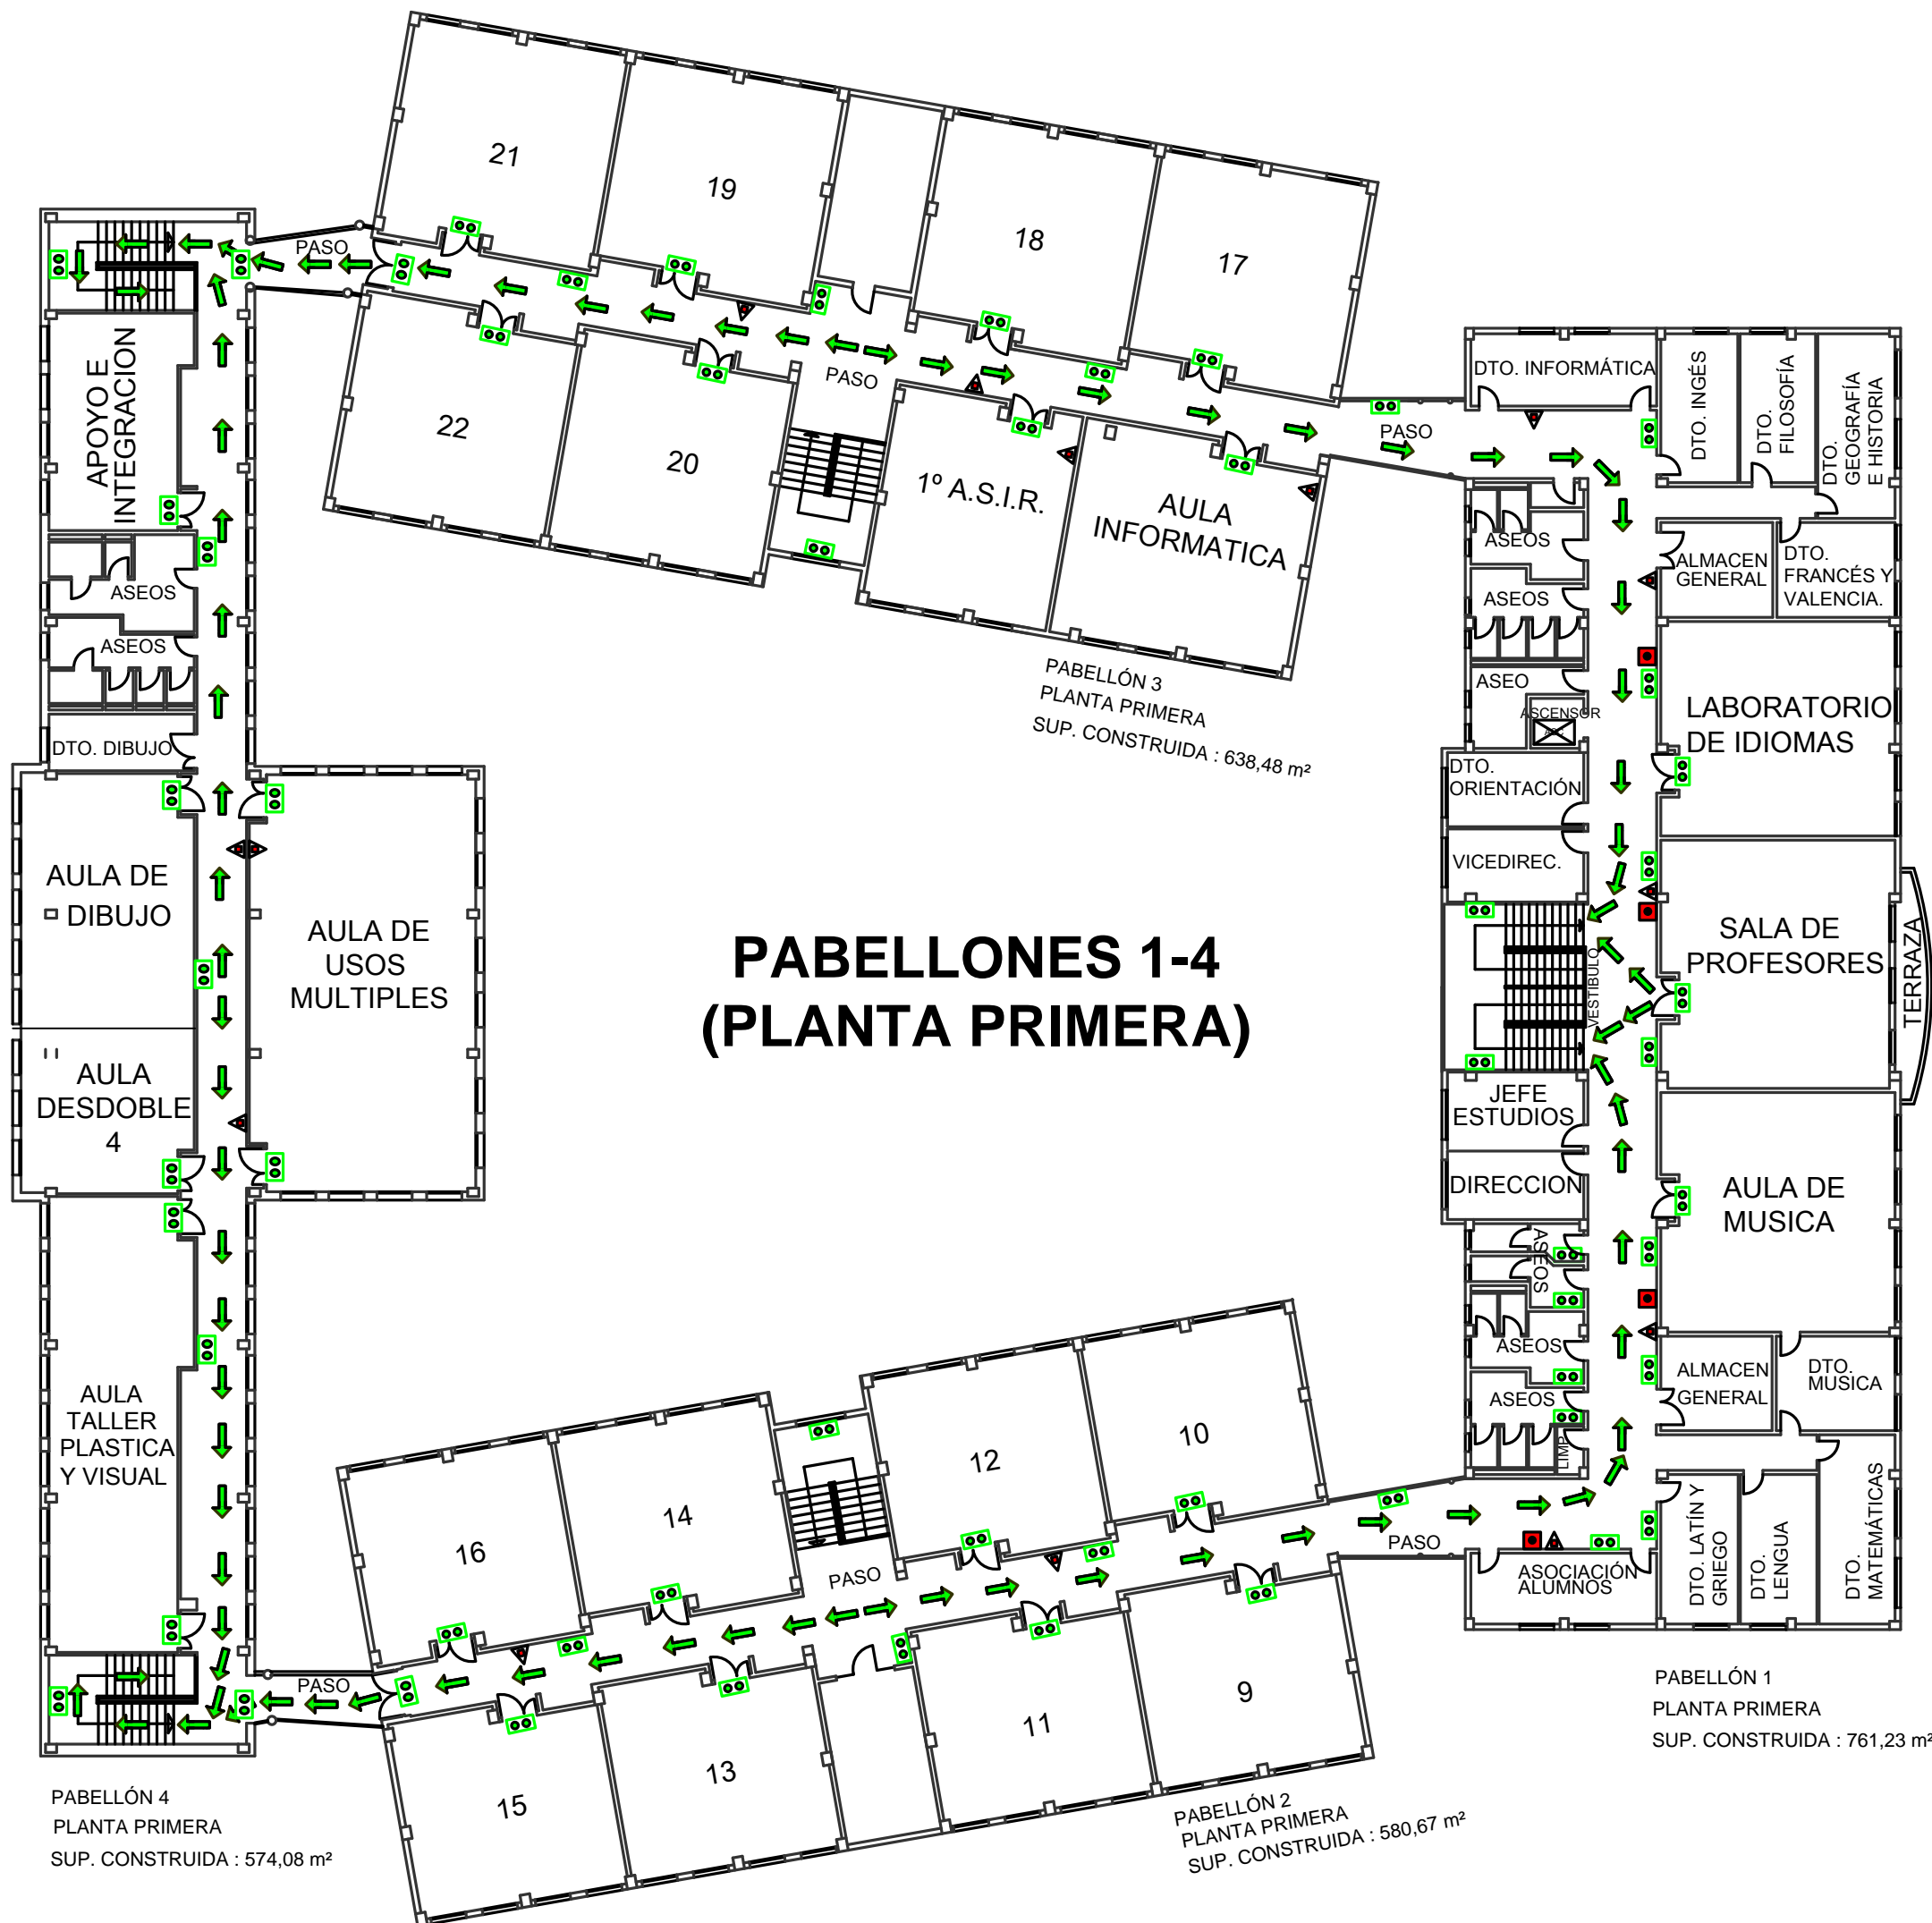 21
19
18
17
22
20
1º A.S.I.R.
AULA
INFORMATICA
PASO
PASO
PASO
PABELLÓN 3
PLANTA PRIMERA
SUP. CONSTRUIDA : 638,48 m²
APOYO E
INTEGRACION
ASEOS
ASEOS
DTO. DIBUJO
AULA DE
DIBUJO
AULA DE
USOS
MULTIPLES
AULA
DESDOBLE
4
AULA
TALLER
PLASTICA
Y VISUAL
PABELLONES 1-4
(PLANTA PRIMERA)
DTO. INFORMÁTICA
DTO. INGÉS
DTO.
FILOSOFÍA
DTO.
GEOGRAFÍA
E HISTORIA
ASEOS
ALMACEN
GENERAL
DTO.
FRANCÉS Y
VALENCIA.
ASEOS
ASEO
ASCENSOR
LABORATORIO
DE IDIOMAS
DTO.
ORIENTACIÓN
VICEDIREC.
VESTIBULO
SALA DE
PROFESORES
TERRAZA
JEFE
ESTUDIOS
DIRECCION
AULA DE
MUSICA
ASEOS
ASEOS
ASEOS
LIMP
ALMACEN
GENERAL
DTO.
MUSICA
ASOCIACIÓN
ALUMNOS
DTO. LATÍN Y
GRIEGO
DTO.
LENGUA
DTO.
MATEMÁTICAS
PABELLÓN 1
PLANTA PRIMERA
SUP. CONSTRUIDA : 761,23 m²
16
14
12
10
PASO
PASO
PASO
15
13
11
9
PABELLÓN 2
PLANTA PRIMERA
SUP. CONSTRUIDA : 580,67 m²
PABELLÓN 4
PLANTA PRIMERA
SUP. CONSTRUIDA : 574,08 m²